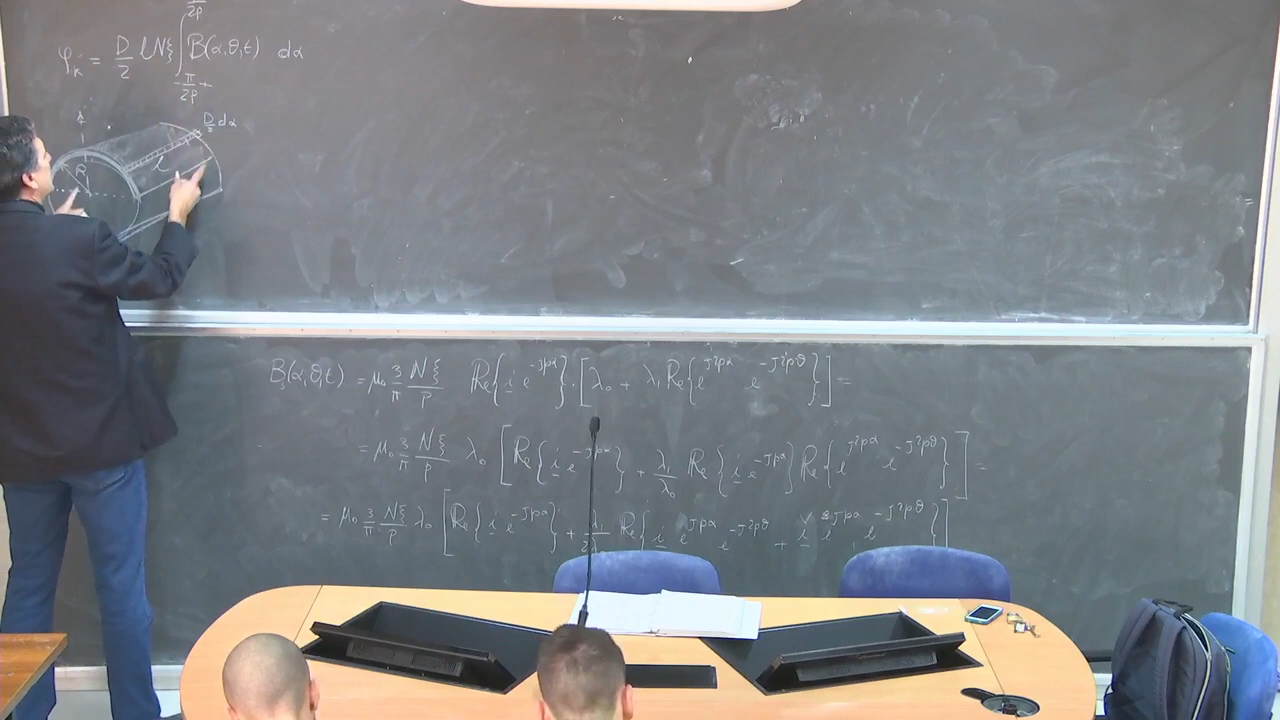 φ_k = D/2 l N ξ ∫_{-π/2p +}^{π/2p} B(α,θ,t) dα
D/2 dα
R l
B_s(α,θ,t) = μ₀ 3/π Nξ/p Re{i e^{-jpα}}·[λ₀ + λ₁ Re{e^{j2pα} e^{-j2pθ}}] =
= μ₀ 3/π Nξ/p λ₀ [Re{i e^{-jpα}} + λ₁/λ₀ Re{i e^{-jpα}} Re{e^{j2pα} e^{-j2pθ}}] =
= μ₀ 3/π Nξ/p λ₀ [Re{i e^{-jpα}} + λ₁/2λ₀ Re{i e^{jpα} e^{-j2pθ} + i e^{3jpα} e^{-j2pθ}}]